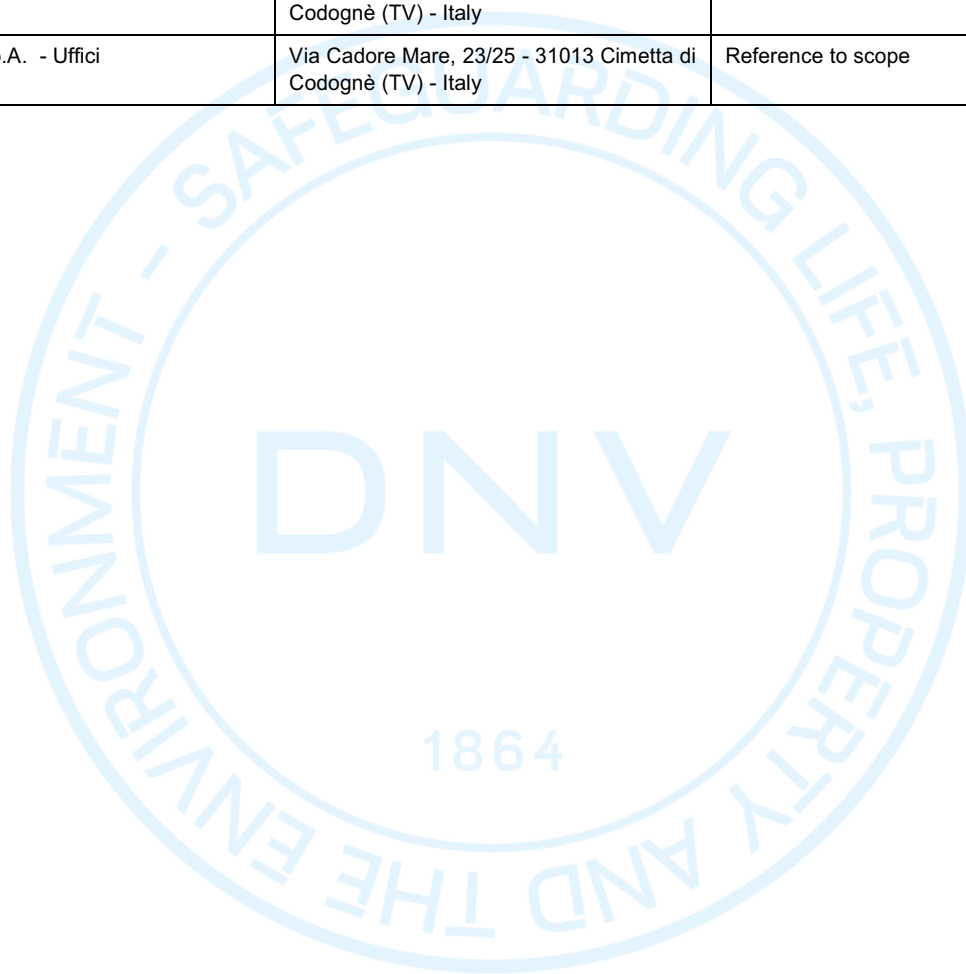 Codognè (TV) - Italy
.A. - Uffici
Via Cadore Mare, 23/25 - 31013 Cimetta di
Codognè (TV) - Italy
Reference to scope
SAFEGUARDING LIFE, PROPERTY AND THE ENVIRONMENT -
DNV
1864